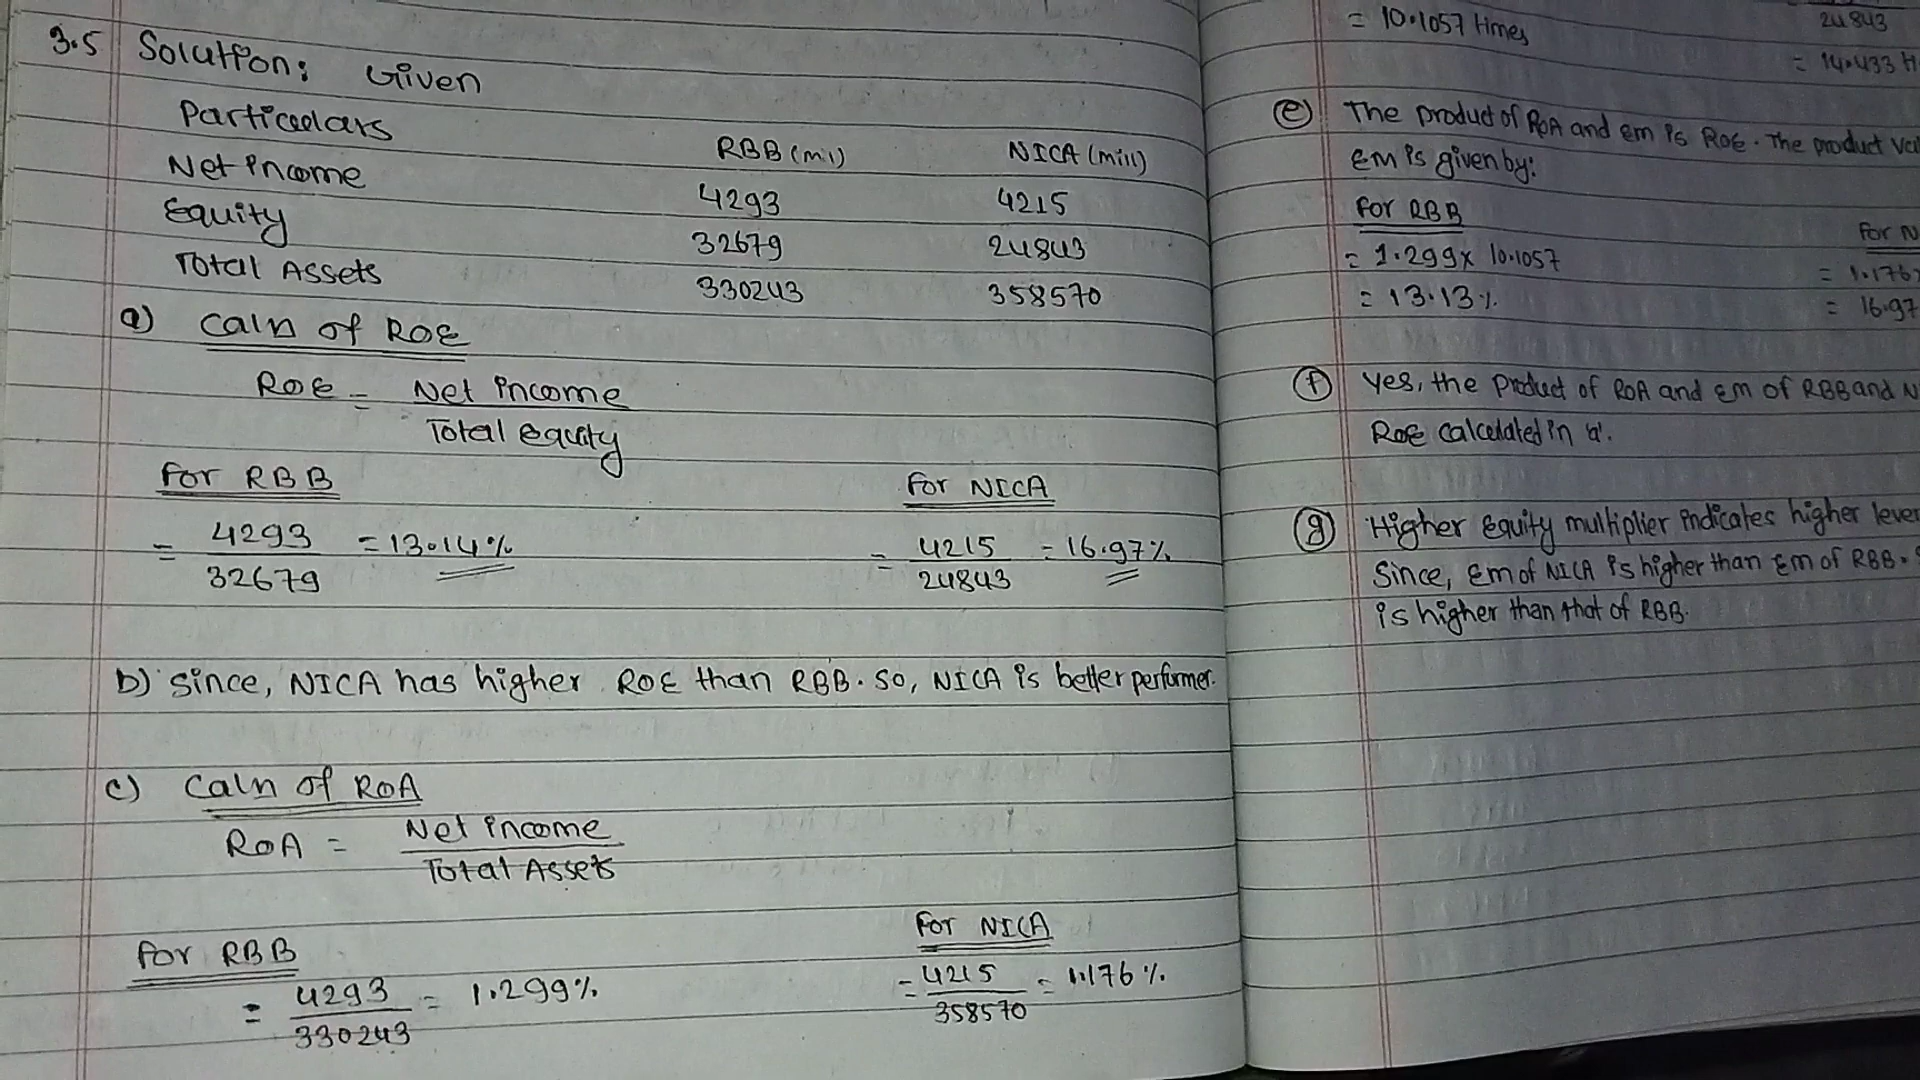 3.5 Solution: Given
Particulars RBB (mil) NICA (mill)
Net income 4293 4215
Equity 32679 24843
Total Assets 330243 358570
a) Caln of ROE
ROE = Net income
Total equity
For RBB For NICA
= 4293 = 13.14% = 4215 = 16.97%
32679 24843
b) Since, NICA has higher ROE than RBB. So, NICA is better performer.
c) Caln of ROA
ROA = Net income
Total Assets
For RBB For NICA
= 4293 = 1.299% = 4215 = 1.176%
330243 358570
= 10.1057 times 24843
= 14.433
e) The product of ROA and EM is ROE. The product
EM is given by:
For RBB For
= 1.299 x 10.1057 = 1.176
= 13.13% = 16.97
f) Yes, the product of ROA and EM of RBB and
ROE calculated in 'a'.
g) Higher Equity multiplier indicates higher
Since, EM of NICA is higher than EM of RBB.
is higher than that of RBB.